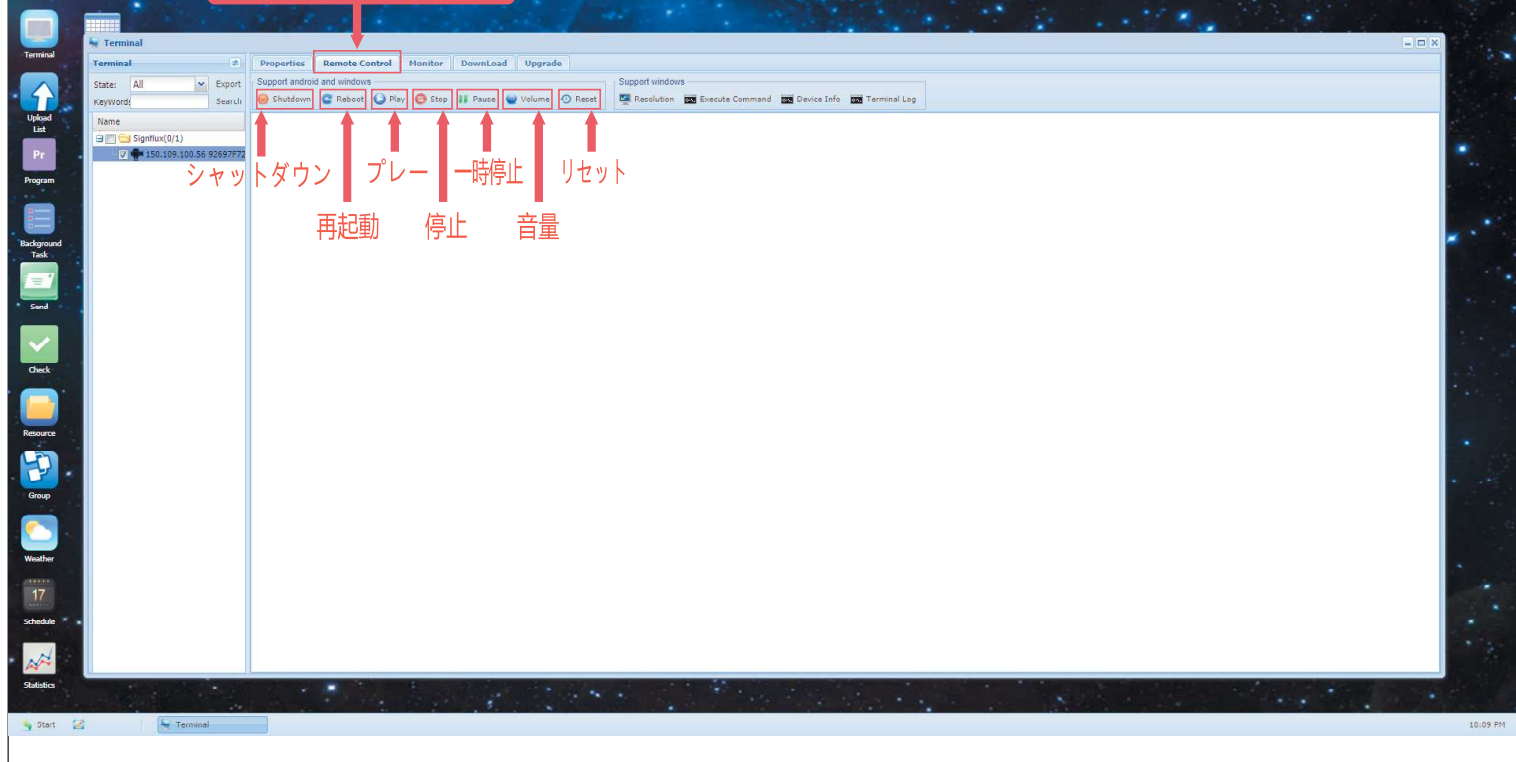 Terminal
Upload
List
Pr
Program
Background
Task
Send
Check
Resource
Group
Weather
17
Schedule
Statistics
Terminal
Terminal
State:
All
Export
Keyword:
Search
Name
Signflux(0/1)
150.109.100.56 92697F72
Properties
Remote Control
Monitor
DownLoad
Upgrade
Support android and windows
Shutdown
Reboot
Play
Stop
Pause
Volume
Reset
Support windows
Resolution
Execute Command
Device Info
Terminal Log
シャットダウン
プレー
一時停止
リセット
再起動
停止
音量
Start
Terminal
10:09 PM